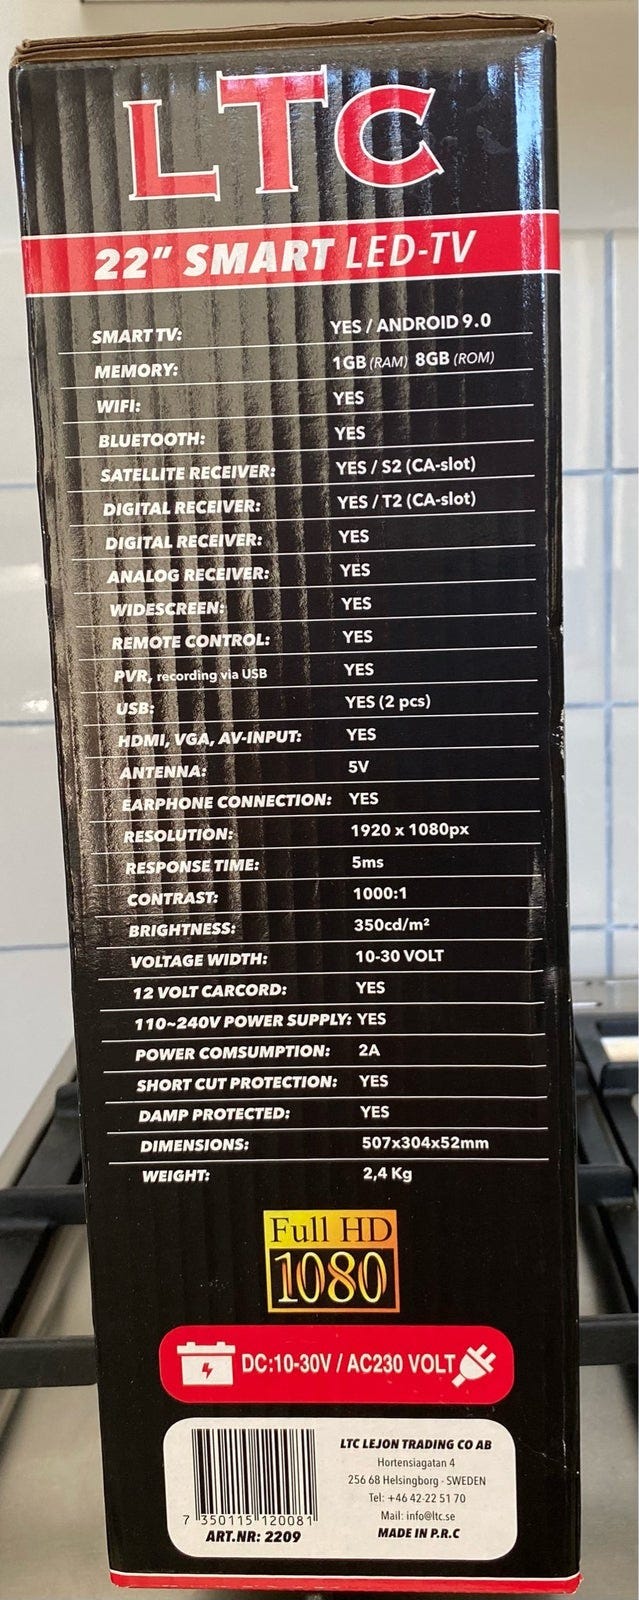 LTC
22" SMART LED-TV
SMART TV: YES / ANDROID 9.0
MEMORY: 1GB (RAM) 8GB (ROM)
WIFI: YES
BLUETOOTH: YES
SATELLITE RECEIVER: YES / S2 (CA-slot)
DIGITAL RECEIVER: YES / T2 (CA-slot)
DIGITAL RECEIVER: YES
ANALOG RECEIVER: YES
WIDESCREEN: YES
REMOTE CONTROL: YES
PVR, recording via USB YES
USB: YES (2 pcs)
HDMI, VGA, AV-INPUT: YES
ANTENNA: 5V
EARPHONE CONNECTION: YES
RESOLUTION: 1920 x 1080px
RESPONSE TIME: 5ms
CONTRAST: 1000:1
BRIGHTNESS: 350cd/m²
VOLTAGE WIDTH: 10-30 VOLT
12 VOLT CARCORD: YES
110~240V POWER SUPPLY: YES
POWER COMSUMPTION: 2A
SHORT CUT PROTECTION: YES
DAMP PROTECTED: YES
DIMENSIONS: 507x304x52mm
WEIGHT: 2,4 Kg
Full HD
1080
DC:10-30V / AC230 VOLT
7 350115 120081
ART.NR: 2209
LTC LEJON TRADING CO AB
Hortensiagatan 4
256 68 Helsingborg - SWEDEN
Tel: +46 42-22 51 70
Mail: info@ltc.se
MADE IN P.R.C